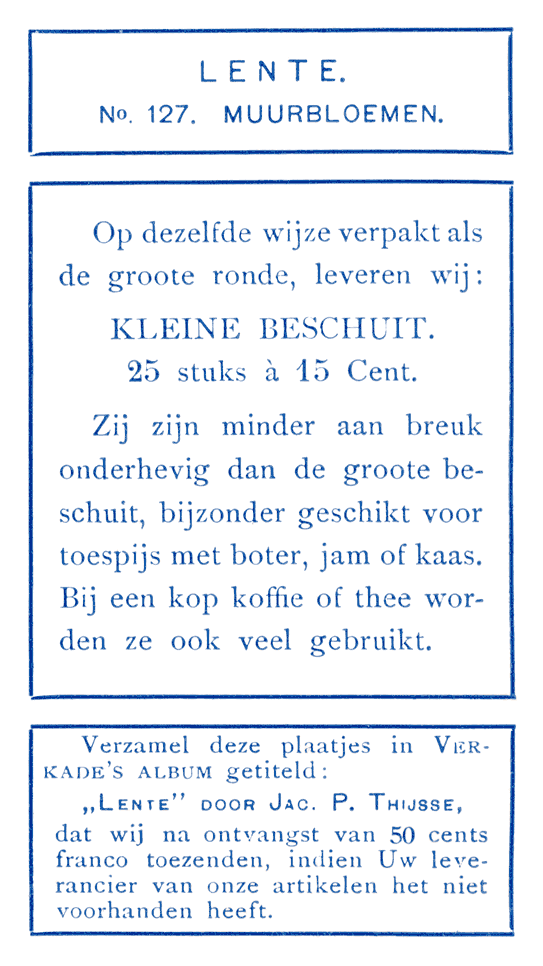 LENTE.
No. 127. MUURBLOEMEN.
Op dezelfde wijze verpakt als
de groote ronde, leveren wij:
KLEINE BESCHUIT.
25 stuks à 15 Cent.
Zij zijn minder aan breuk
onderhevig dan de groote be-
schuit, bijzonder geschikt voor
toespijs met boter, jam of kaas.
Bij een kop koffie of thee wor-
den ze ook veel gebruikt.
Verzamel deze plaatjes in VER-
KADE'S ALBUM getiteld:
„LENTE” DOOR JAC. P. THIJSSE,
dat wij na ontvangst van 50 cents
franco toezenden, indien Uw leve-
rancier van onze artikelen het niet
voorhanden heeft.